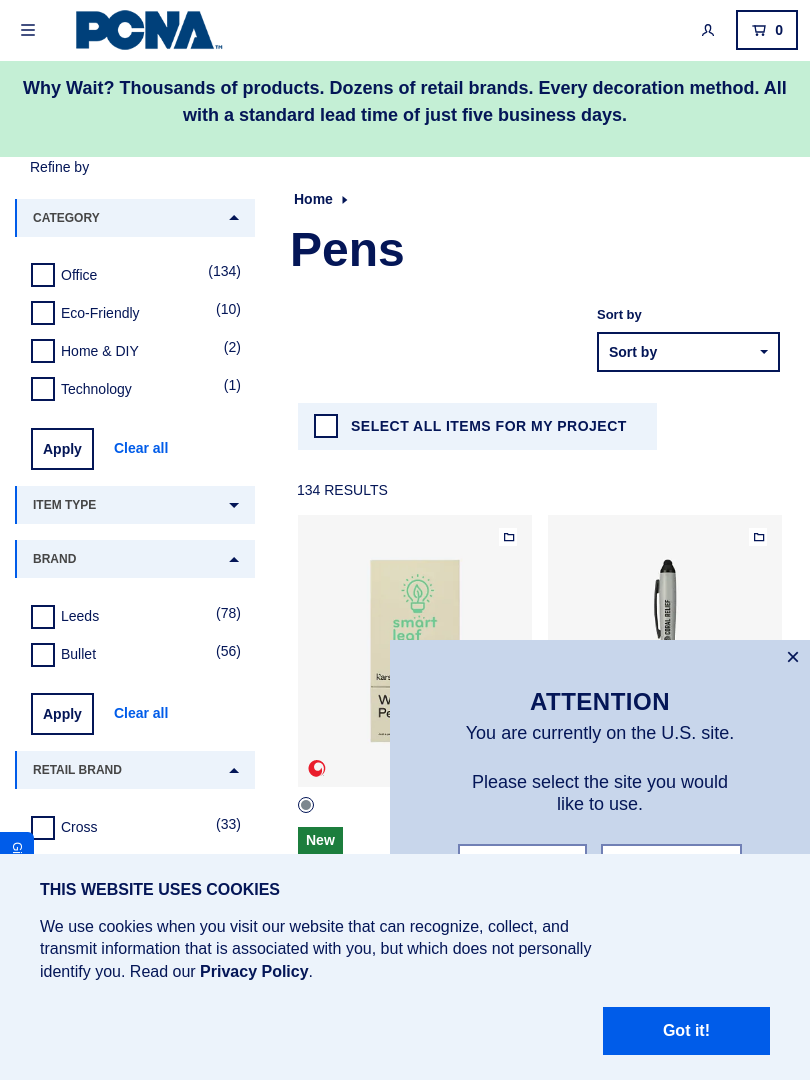 PCNA™
0
Why Wait? Thousands of products. Dozens of retail brands. Every decoration method. All
with a standard lead time of just five business days.
Refine by
CATEGORY
Office (134)
Eco-Friendly (10)
Home & DIY (2)
Technology (1)
Apply Clear all
ITEM TYPE
BRAND
Leeds (78)
Bullet (56)
Apply Clear all
RETAIL BRAND
Cross (33)
Home
Pens
Sort by
Sort by
SELECT ALL ITEMS FOR MY PROJECT
134 RESULTS
smart
leaf
CORAL RELIEF
New
×
ATTENTION
You are currently on the U.S. site.
Please select the site you would
like to use.
THIS WEBSITE USES COOKIES
We use cookies when you visit our website that can recognize, collect, and
transmit information that is associated with you, but which does not personally
identify you. Read our Privacy Policy.
Got it!